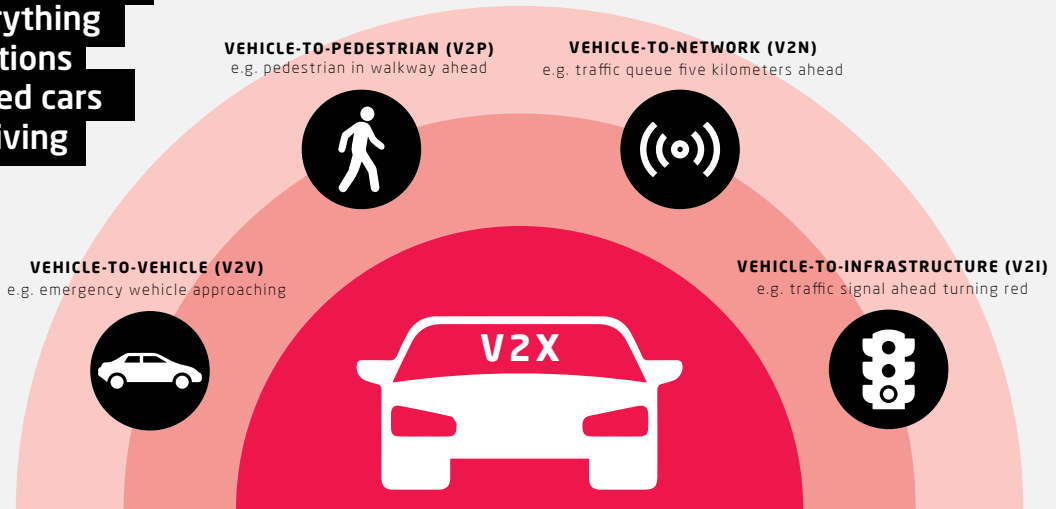 rything
tions
ed cars
iving
VEHICLE-TO-PEDESTRIAN (V2P)
e.g. pedestrian in walkway ahead
VEHICLE-TO-NETWORK (V2N)
e.g. traffic queue five kilometers ahead
VEHICLE-TO-VEHICLE (V2V)
e.g. emergency wehicle approaching
VEHICLE-TO-INFRASTRUCTURE (V2I)
e.g. traffic signal ahead turning red
V2X